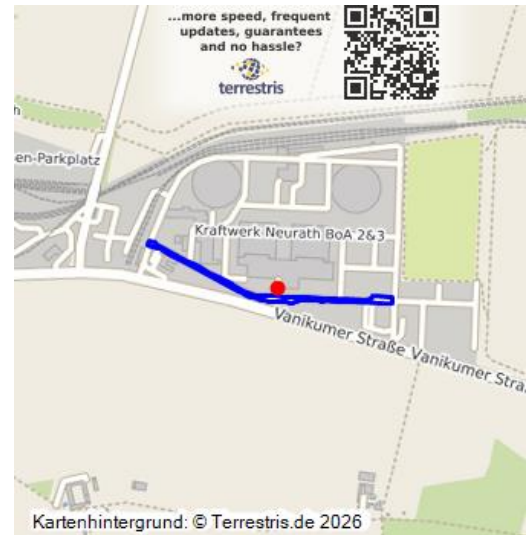 ...more speed, frequent
updates, guarantees
and no hassle?
terrestris
h
en-Parkplatz
Kraftwerk Neurath BoA 2&3
Vanikumer Straße
Vanikumer Stra
Kartenhintergrund: © Terrestris.de 2026